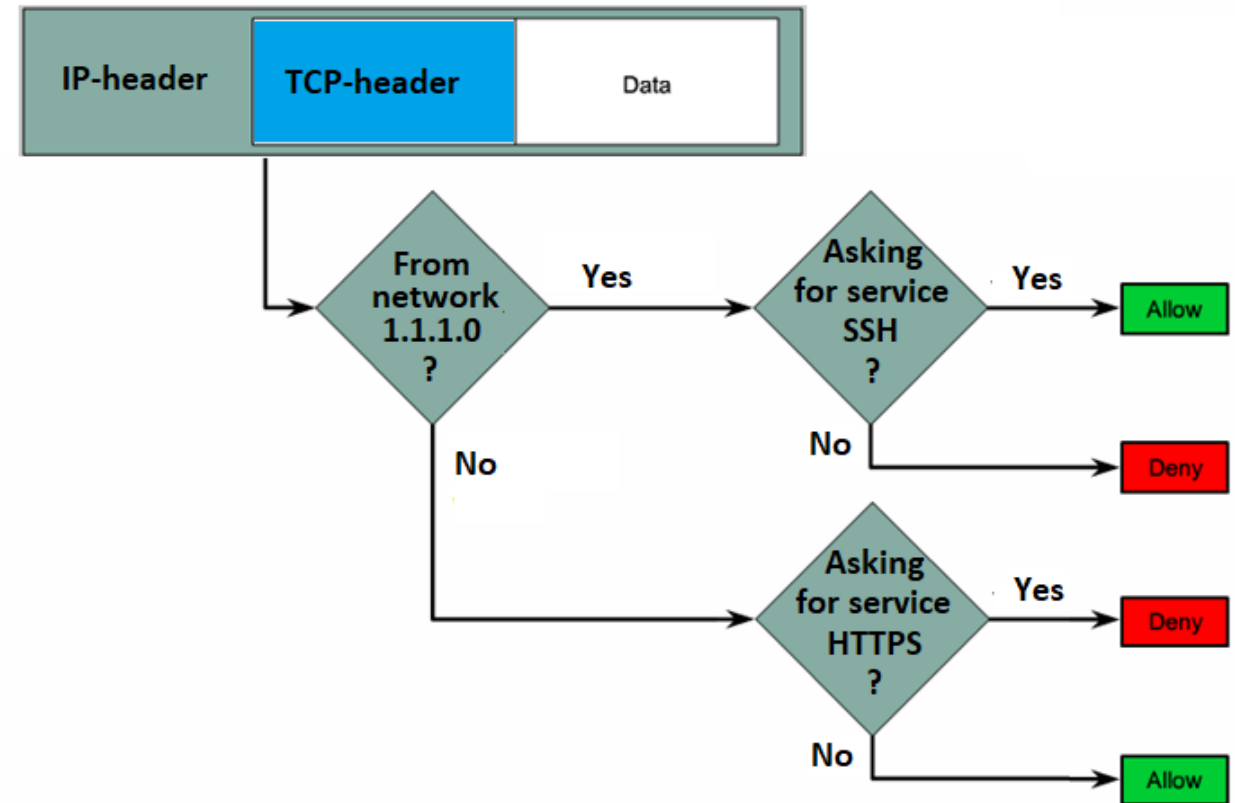 IP-header
TCP-header
Data
From
network
1.1.1.0
?
Yes
Asking
for service
SSH
?
Yes
Allow
No
Deny
No
Asking
for service
HTTPS
?
Yes
Deny
No
Allow